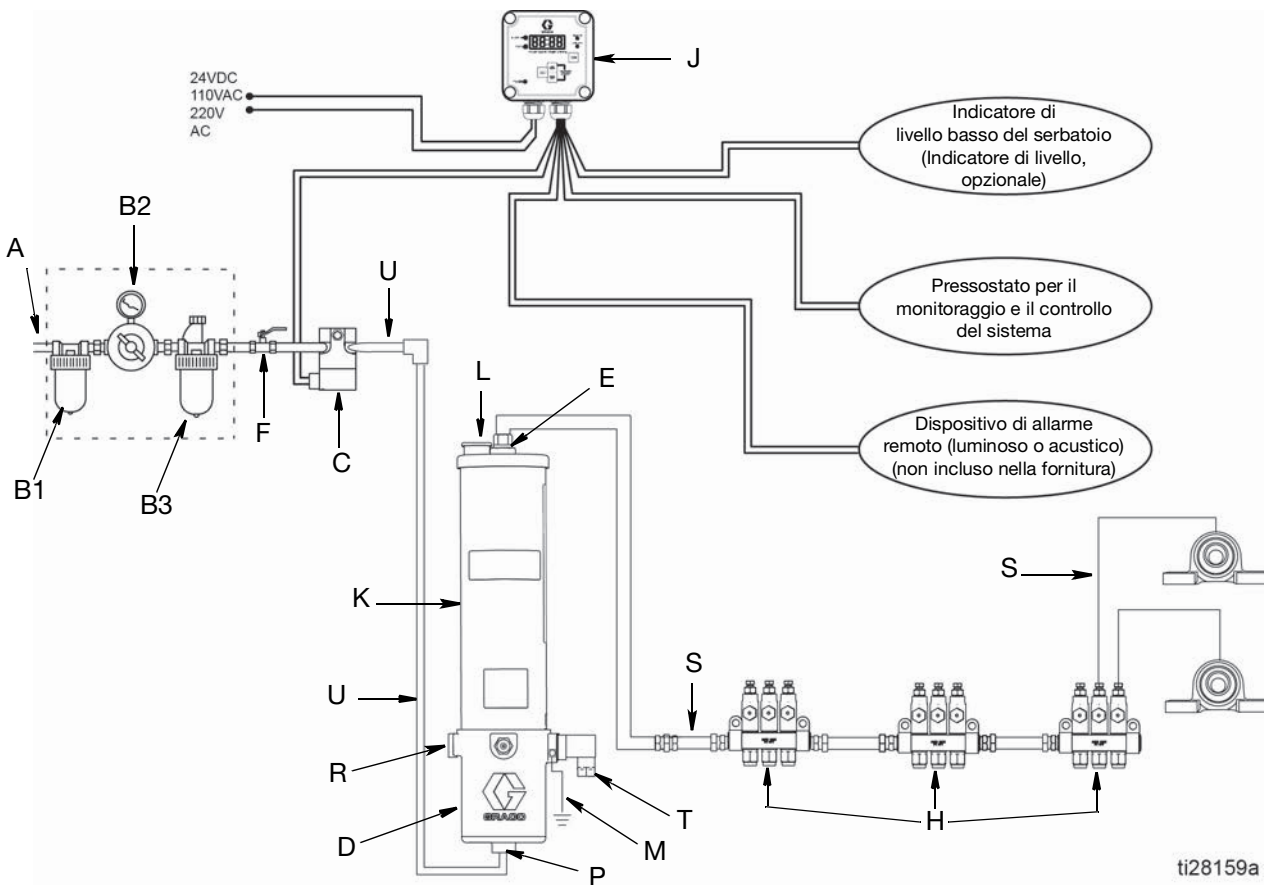 J
24VDC
110VAC
220V
AC
Indicatore di
livello basso del serbatoio
(Indicatore di livello,
opzionale)
B2
A
U
Pressostato per il
monitoraggio e il controllo
del sistema
L
E
F
C
B1
B3
Dispositivo di allarme
remoto (luminoso o acustico)
(non incluso nella fornitura)
S
K
S
U
R
T
H
D
GRACO
M
P
ti28159a